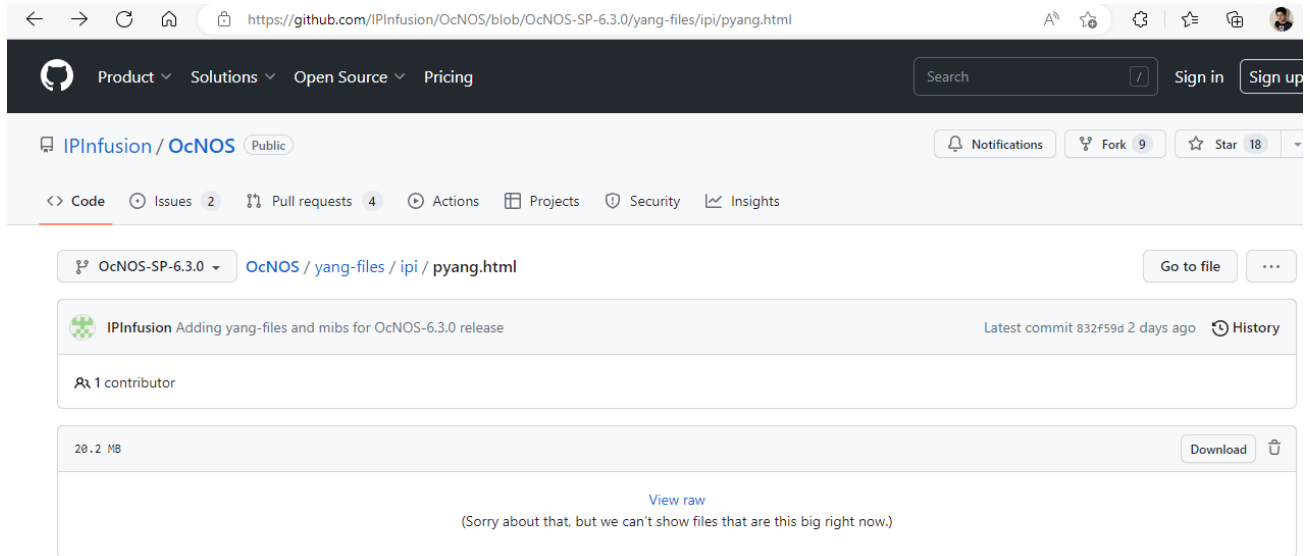 https://github.com/IPInfusion/OcNOS/blob/OcNOS-SP-6.3.0/yang-files/ipi/pyang.html
Product Solutions Open Source Pricing Search / Sign in Sign up
IPInfusion / OcNOS Public Notifications Fork 9 Star 18
<> Code Issues 2 Pull requests 4 Actions Projects Security Insights
OcNOS-SP-6.3.0 OcNOS / yang-files / ipi / pyang.html Go to file ...
IPInfusion Adding yang-files and mibs for OcNOS-6.3.0 release Latest commit 832f59d 2 days ago History
1 contributor
20.2 MB Download
View raw
(Sorry about that, but we can't show files that are this big right now.)